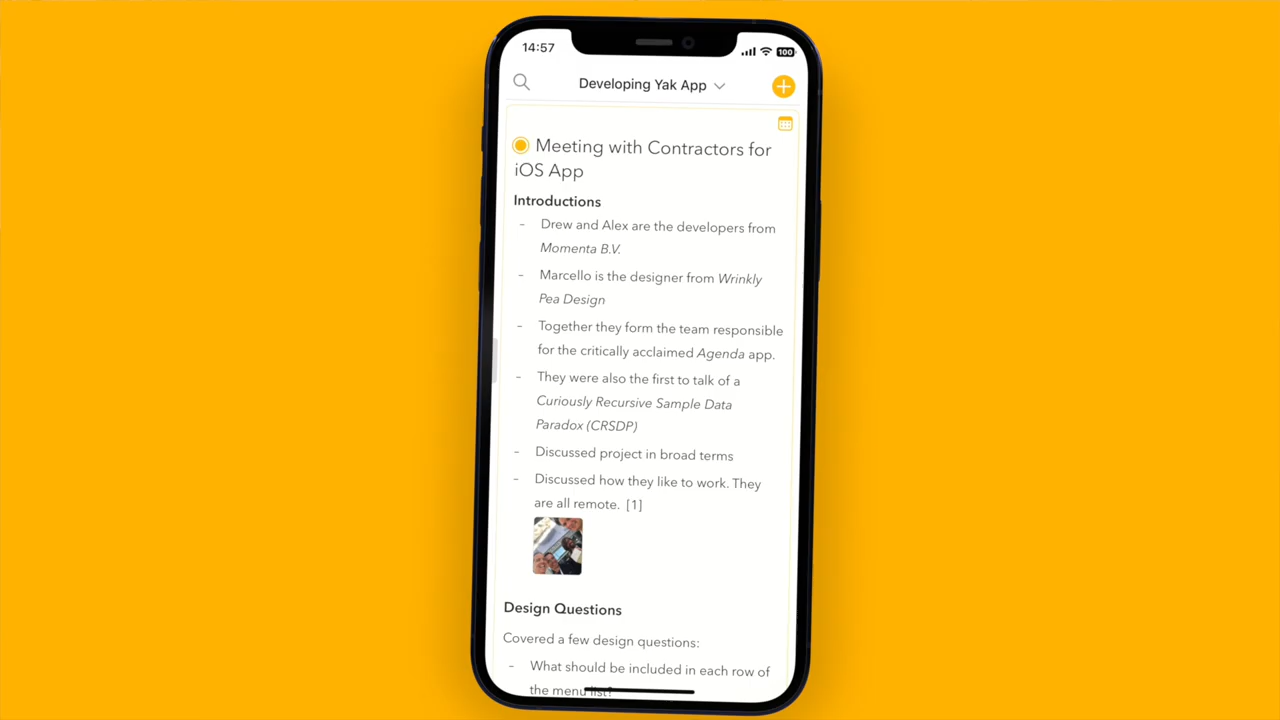 14:57
100
Developing Yak App
Meeting with Contractors for
iOS App
Introductions
- Drew and Alex are the developers from
Momenta B.V.
- Marcello is the designer from Wrinkly
Pea Design
- Together they form the team responsible
for the critically acclaimed Agenda app.
- They were also the first to talk of a
Curiously Recursive Sample Data
Paradox (CRSDP)
- Discussed project in broad terms
- Discussed how they like to work. They
are all remote. [1]
Design Questions
Covered a few design questions:
- What should be included in each row of
the menu list?